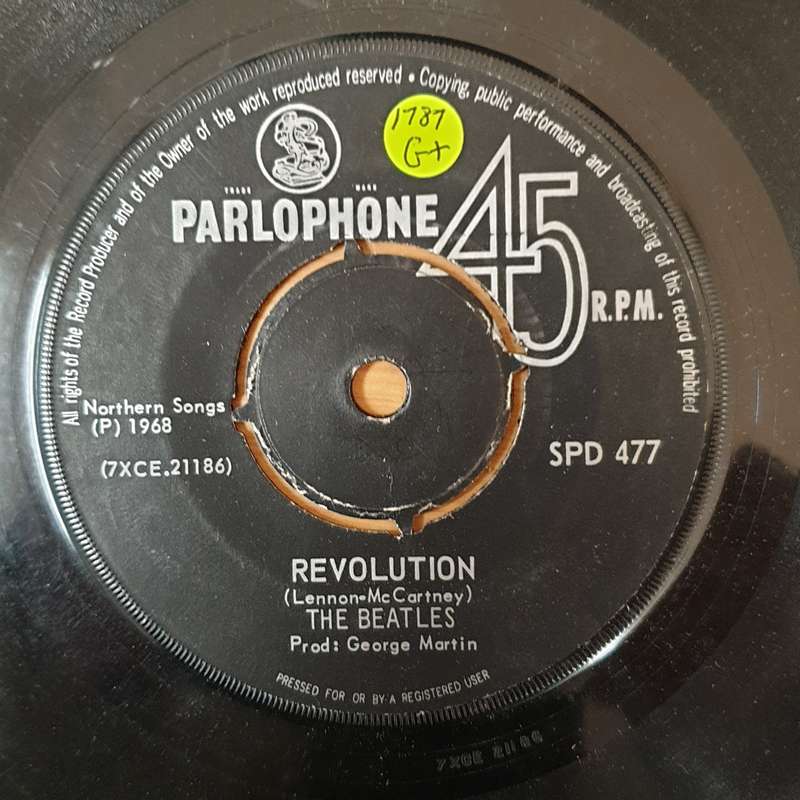 All rights of the Record Producer and of the Owner of the work reproduced reserved • Copying, public performance and broadcasting of this record prohibited
1787
G+
TRADE MARK
PARLOPHONE
45
R.P.M.
Northern Songs
(P) 1968
(7XCE.21186)
SPD 477
REVOLUTION
(Lennon-McCartney)
THE BEATLES
Prod: George Martin
PRESSED FOR OR BY-A REGISTERED USER
7XCE 21186